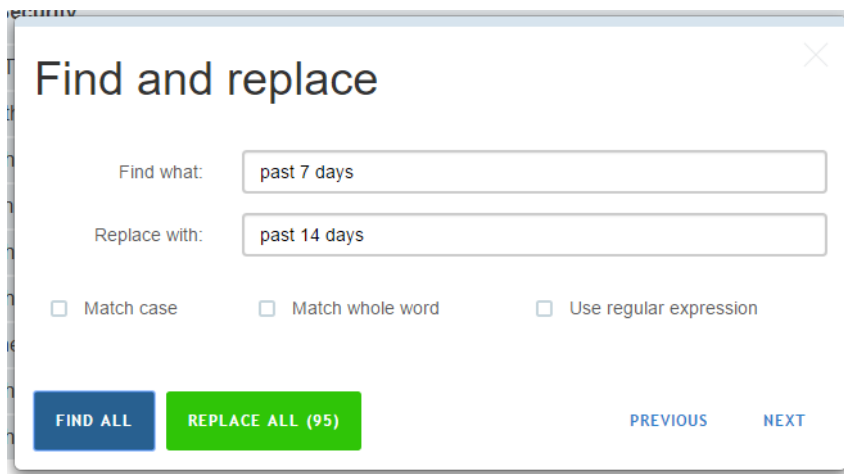 ecurity
Find and replace
Find what: past 7 days
Replace with: past 14 days
Match case Match whole word Use regular expression
FIND ALL REPLACE ALL (95) PREVIOUS NEXT